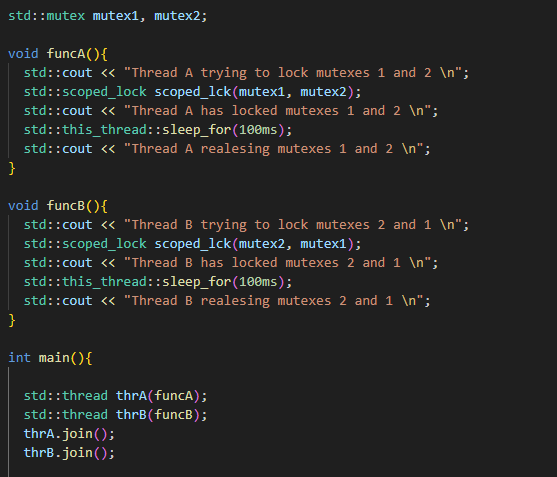 std::mutex mutex1, mutex2;
void funcA(){
std::cout << "Thread A trying to lock mutexes 1 and 2 \n";
std::scoped_lock scoped_lck(mutex1, mutex2);
std::cout << "Thread A has locked mutexes 1 and 2 \n";
std::this_thread::sleep_for(100ms);
std::cout << "Thread A realesing mutexes 1 and 2 \n";
}
void funcB(){
std::cout << "Thread B trying to lock mutexes 2 and 1 \n";
std::scoped_lock scoped_lck(mutex2, mutex1);
std::cout << "Thread B has locked mutexes 2 and 1 \n";
std::this_thread::sleep_for(100ms);
std::cout << "Thread B realesing mutexes 2 and 1 \n";
}
int main(){
std::thread thrA(funcA);
std::thread thrB(funcB);
thrA.join();
thrB.join();